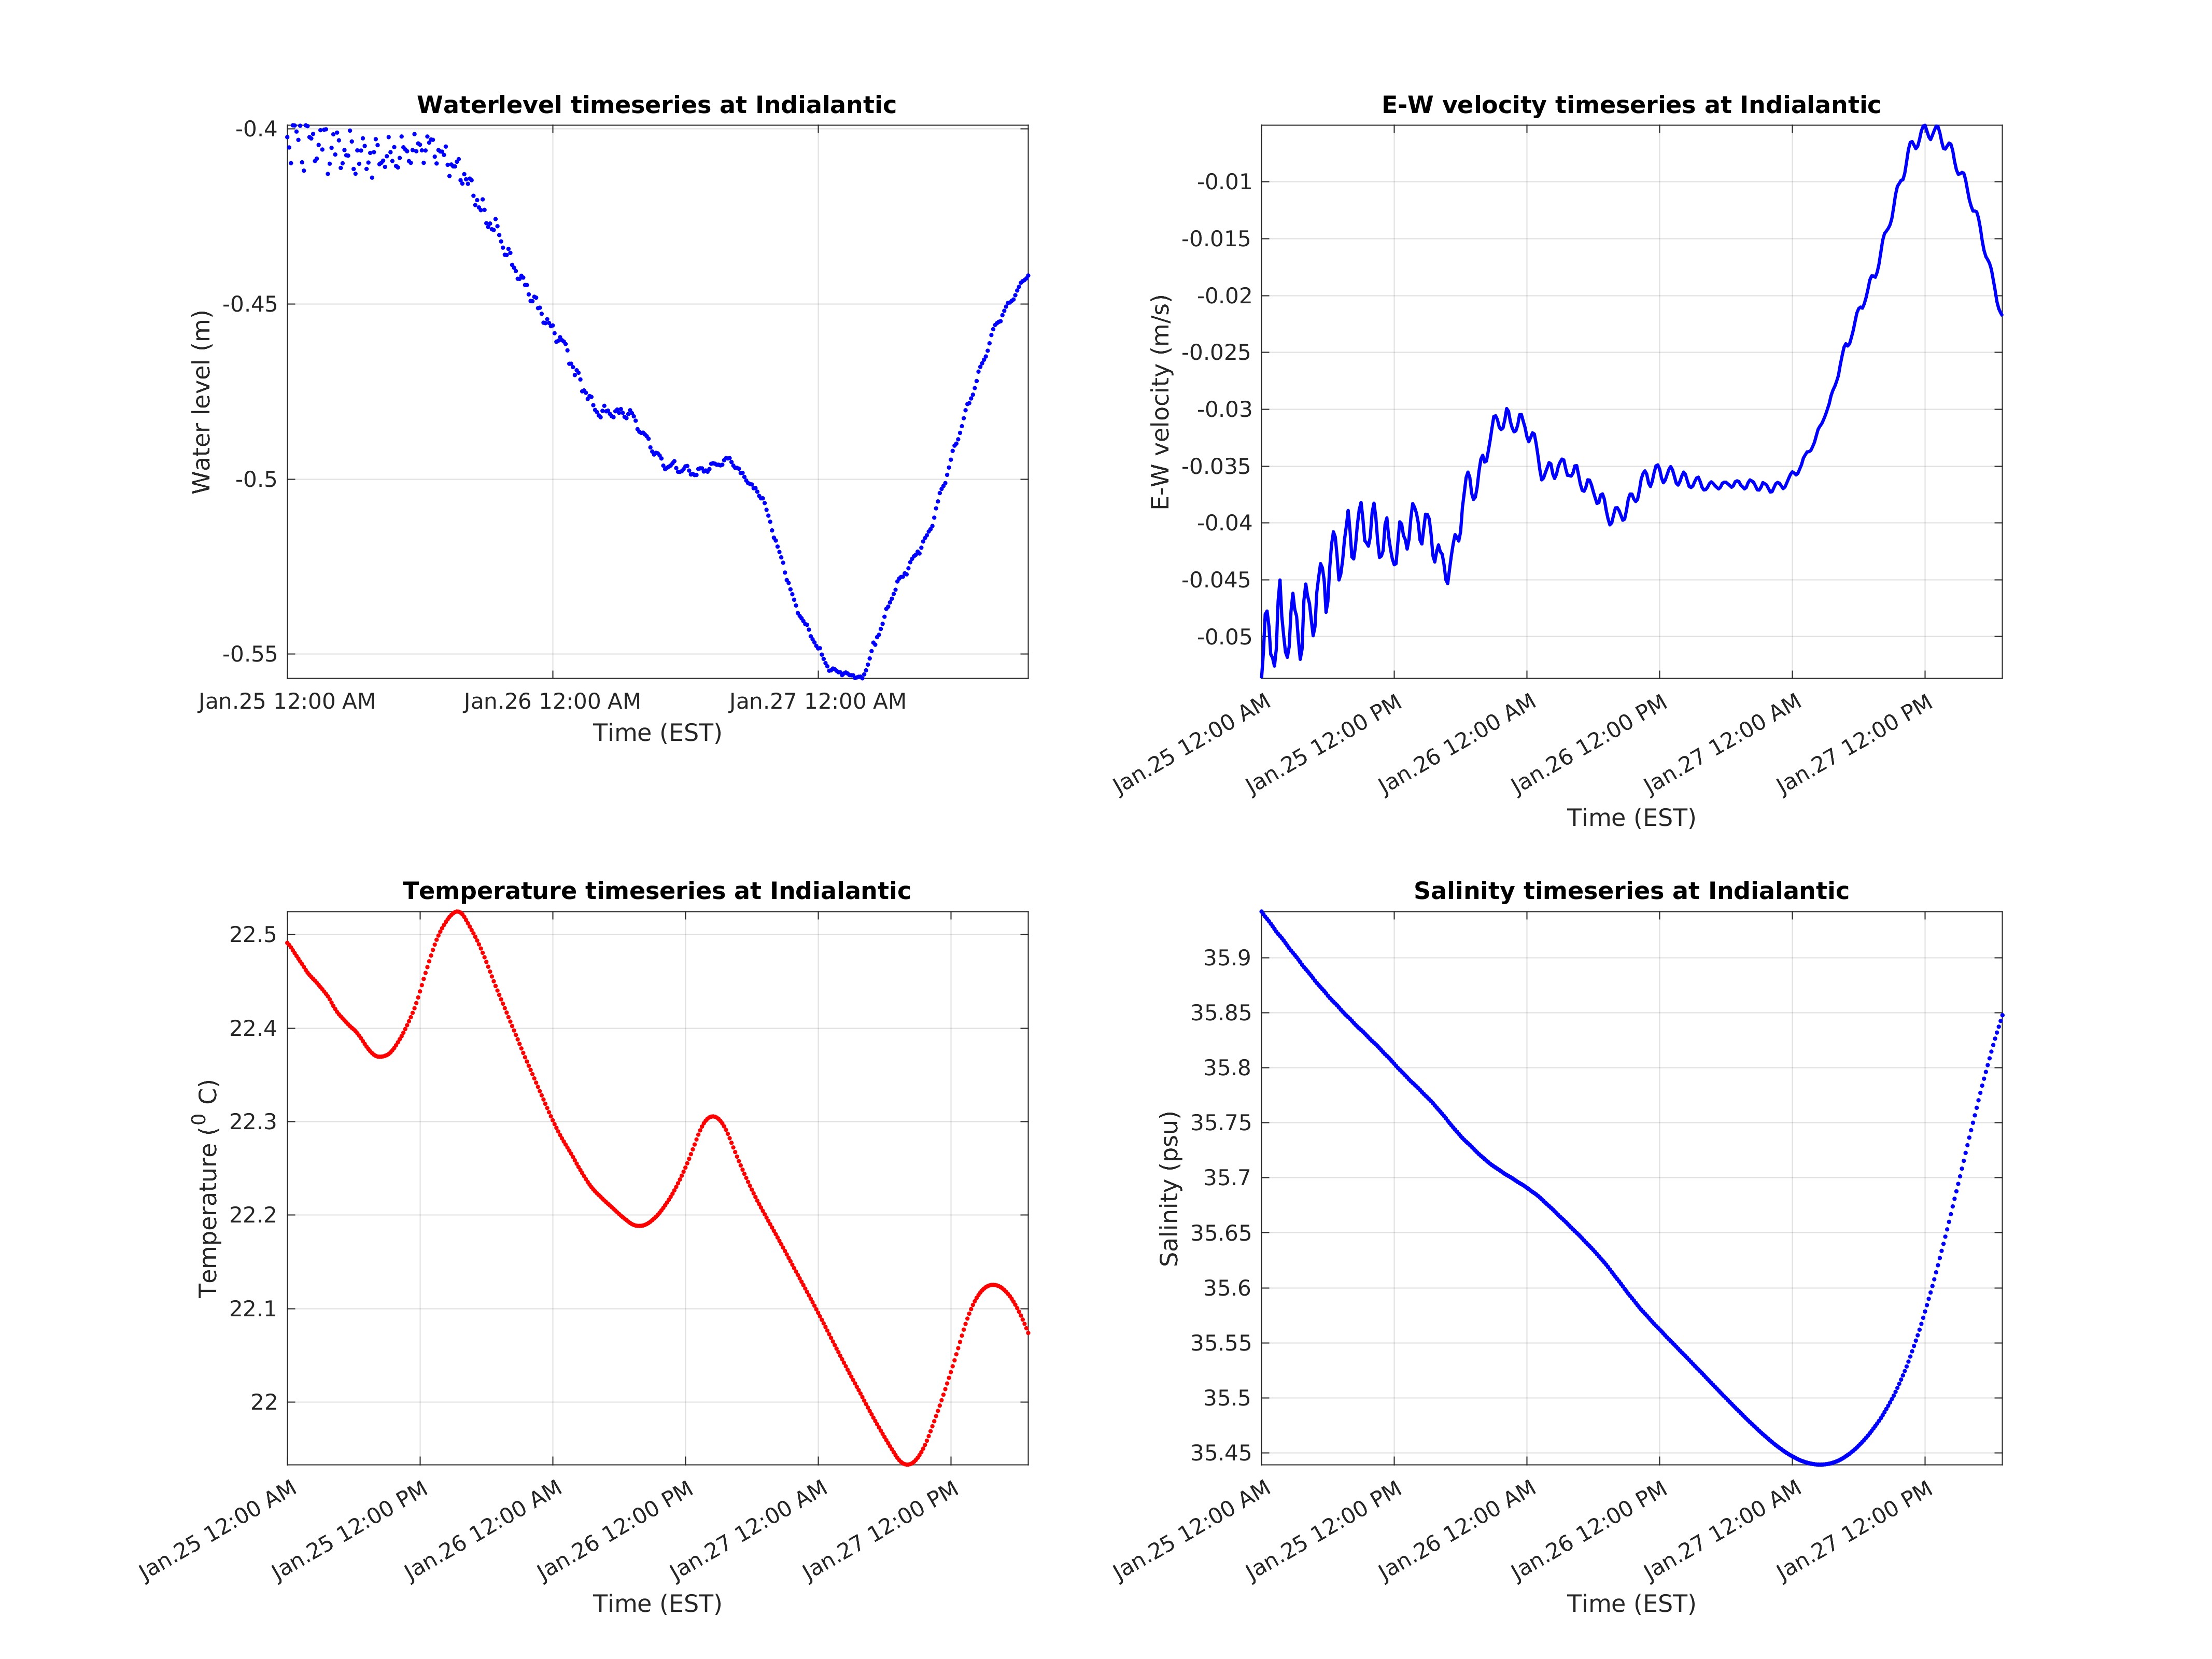 Waterlevel timeseries at Indialantic
-0.4
-0.45
-0.5
-0.55
Water level (m)
Jan.25 12:00 AM
Jan.26 12:00 AM
Jan.27 12:00 AM
Time (EST)
E-W velocity timeseries at Indialantic
-0.01
-0.015
-0.02
-0.025
-0.03
-0.035
-0.04
-0.045
-0.05
E-W velocity (m/s)
Jan.25 12:00 AM
Jan.25 12:00 PM
Jan.26 12:00 AM
Jan.26 12:00 PM
Jan.27 12:00 AM
Jan.27 12:00 PM
Time (EST)
Temperature timeseries at Indialantic
22.5
22.4
22.3
22.2
22.1
22
Temperature (⁰ C)
Jan.25 12:00 AM
Jan.25 12:00 PM
Jan.26 12:00 AM
Jan.26 12:00 PM
Jan.27 12:00 AM
Jan.27 12:00 PM
Time (EST)
Salinity timeseries at Indialantic
35.9
35.85
35.8
35.75
35.7
35.65
35.6
35.55
35.5
35.45
Salinity (psu)
Jan.25 12:00 AM
Jan.25 12:00 PM
Jan.26 12:00 AM
Jan.26 12:00 PM
Jan.27 12:00 AM
Jan.27 12:00 PM
Time (EST)